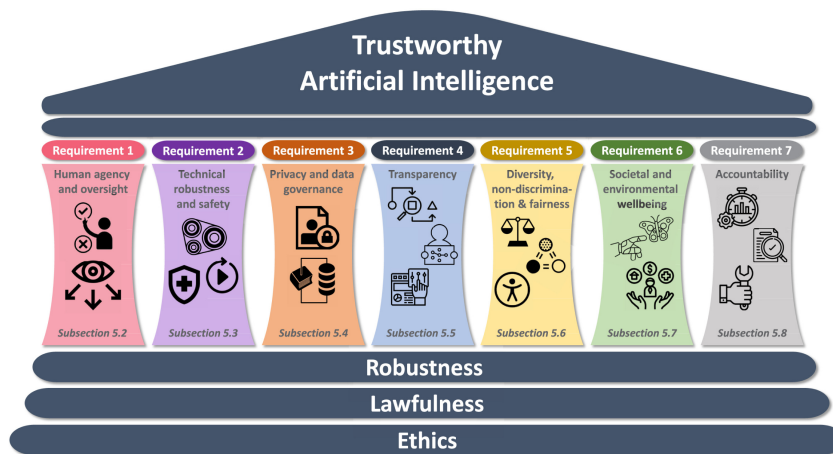 Trustworthy
Artificial Intelligence
Requirement 1
Requirement 2
Requirement 3
Requirement 4
Requirement 5
Requirement 6
Requirement 7
Human agency
and oversight
Technical
robustness
and safety
Privacy and data
governance
Transparency
Diversity,
non-discrimina-
tion & fairness
Societal and
environmental
wellbeing
Accountability
Subsection 5.2
Subsection 5.3
Subsection 5.4
Subsection 5.5
Subsection 5.6
Subsection 5.7
Subsection 5.8
Robustness
Lawfulness
Ethics